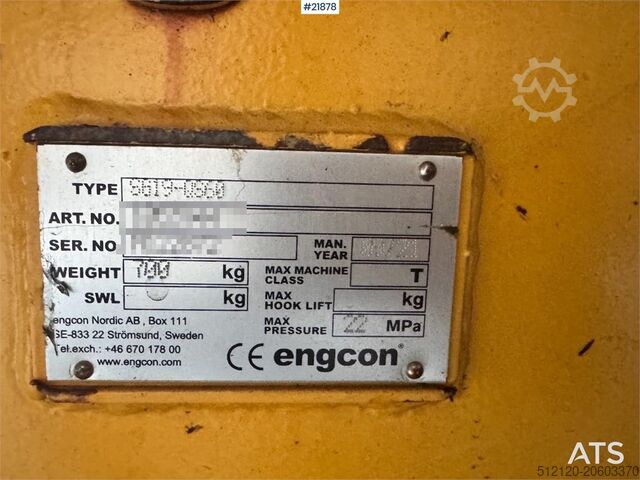 #21878
TYPE
ART. NO.
SER. NO
MAN. YEAR
WEIGHT 700 kg
MAX MACHINE CLASS T
SWL kg
MAX HOOK LIFT kg
MAX PRESSURE 22 MPa
engcon Nordic AB , Box 111
SE-833 22 Strömsund, Sweden
Tel.exch.: +46 670 178 00
www.engcon.com
CE engcon®
ATS
512120-20603370